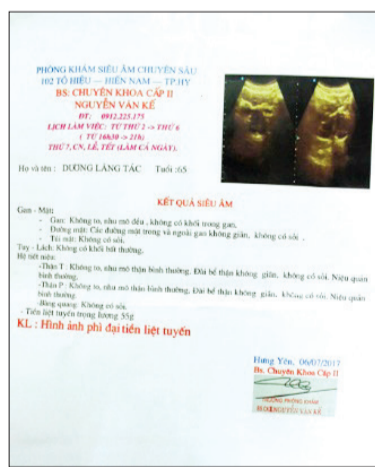 PHÒNG KHÁM SIÊU ÂM CHUYÊN SÂU
102 TÔ HIỆU — HIẾN NAM — TP.HY
BS: CHUYÊN KHOA CẤP II
NGUYỄN VĂN KẾ
ĐT: 0912.225.175
LỊCH LÀM VIỆC: TỪ THỨ 2 -> THỨ 6
( TỪ 16h30 -> 21h)
THỨ 7, CN, LỄ, TẾT (LÀM CẢ NGÀY).
Họ và tên : DƯƠNG LÃNG TÁC Tuổi :65
KẾT QUẢ SIÊU ÂM
Gan - Mật:
- Gan: Không to, nhu mô đều , không có khối trong gan,
- Đường mật: Các đường mật trong và ngoài gan không giãn, không có sỏi .
- Túi mật: Không có sỏi,
Tụy - Lách: Không có khối bất thường,
Hệ tiết niệu:
-Thận T : Không to, nhu mô thận bình thường, Đài bể thận không giãn, không có sỏi. Niệu quản
bình thường,
-Thận P : Không to, nhu mô thận bình thường, Đài bể thận không giãn, không có sỏi. Niệu quản
bình thường.
-Bàng quang: Không có sỏi,
- Tiền liệt tuyến trọng lượng 55g
KL : Hình ảnh phì đại tiền liệt tuyến
Hưng Yên, 06/07/2017
Bs. Chuyên Khoa Cấp II
TRƯỞNG PHÒNG KHÁM
NGUYỄN VĂN KẾ